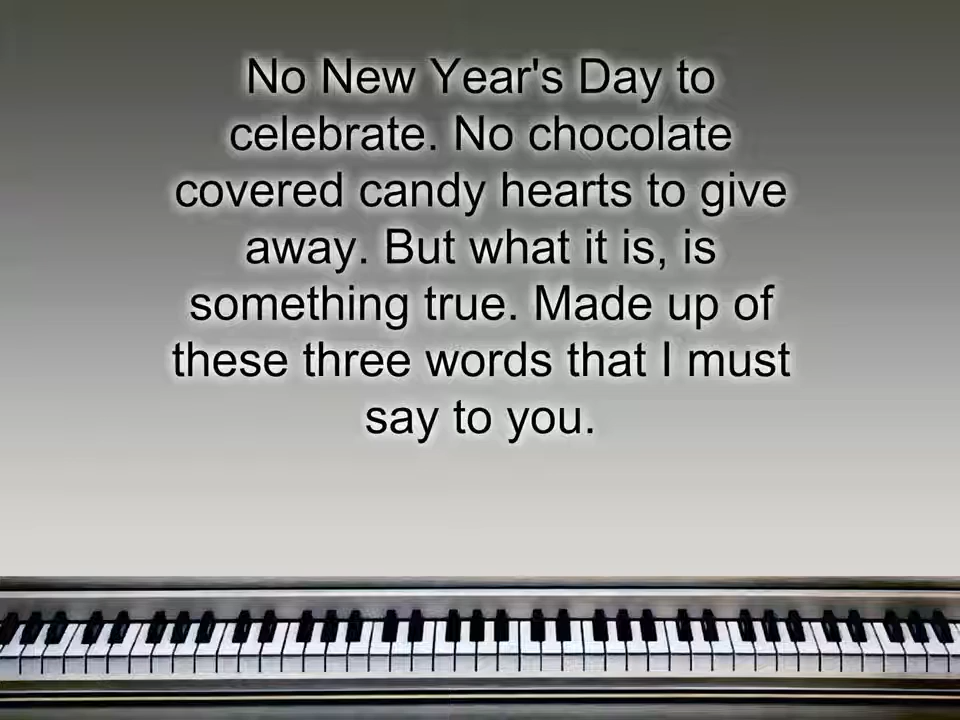 No New Year's Day to
celebrate. No chocolate
covered candy hearts to give
away. But what it is, is
something true. Made up of
these three words that I must
say to you.